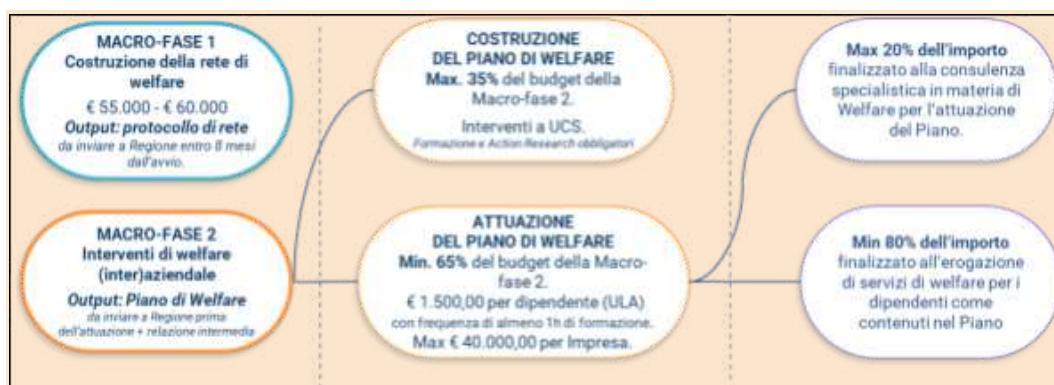 MACRO-FASE 1
Costruzione della rete di
welfare
€ 55.000 - € 60.000
Output: protocollo di rete
da inviare a Regione entro 8 mesi
dall'avvio.
MACRO-FASE 2
Interventi di welfare
(inter)aziendale
Output: Piano di Welfare
da inviare a Regione prima
dell'attuazione + relazione intermedia
COSTRUZIONE
DEL PIANO DI WELFARE
Max. 35% del budget della
Macro-fase 2.
Interventi a UCS.
Formazione e Action Research obbligatori
ATTUAZIONE
DEL PIANO DI WELFARE
Min. 65% del budget della Macro-
fase 2.
€ 1.500,00 per dipendente (ULA)
con frequenza di almeno 1h di formazione.
Max € 40.000,00 per Impresa.
Max 20% dell'importo
finalizzato alla consulenza
specialistica in materia di
Welfare per l'attuazione
del Piano.
Min 80% dell'importo
finalizzato all'erogazione
di servizi di welfare per i
dipendenti come
contenuti nel Piano